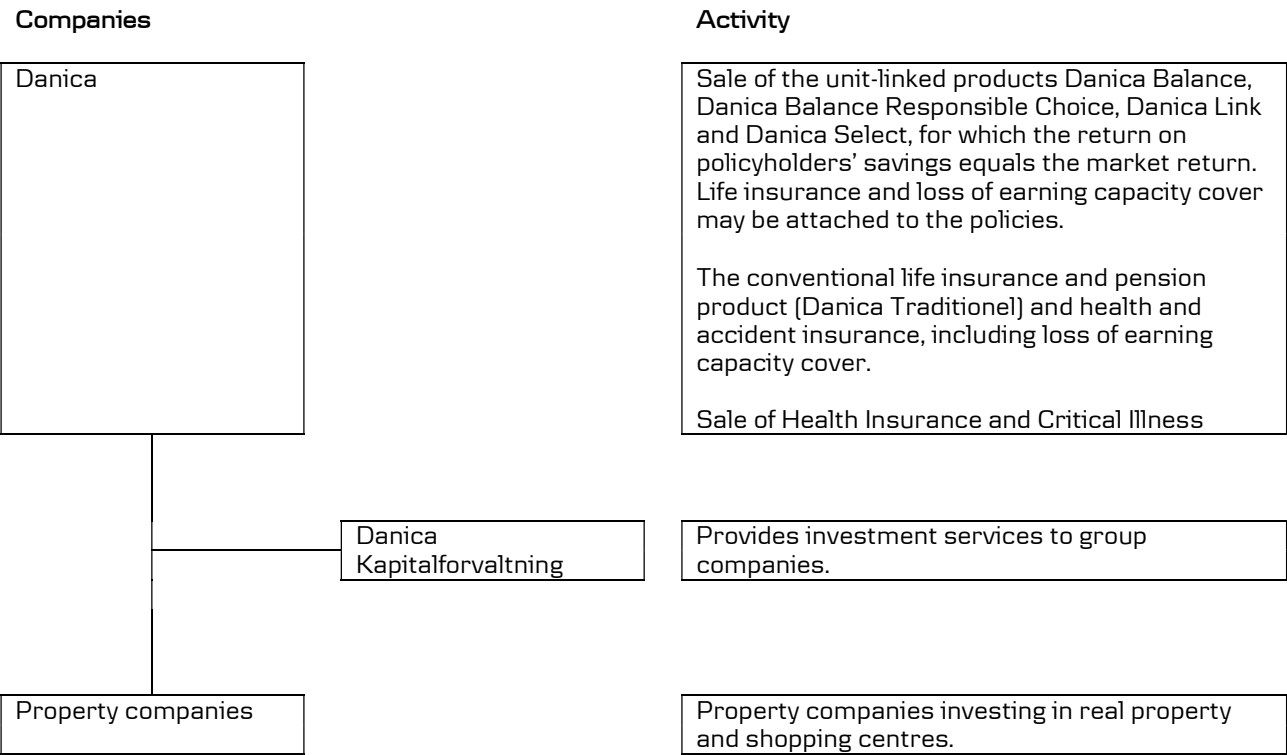 Companies
Activity
Danica
Sale of the unit-linked products Danica Balance,
Danica Balance Responsible Choice, Danica Link
and Danica Select, for which the return on
policyholders’ savings equals the market return.
Life insurance and loss of earning capacity cover
may be attached to the policies.
The conventional life insurance and pension
product (Danica Traditionel) and health and
accident insurance, including loss of earning
capacity cover.
Sale of Health Insurance and Critical Illness
Danica
Kapitalforvaltning
Provides investment services to group
companies.
Property companies
Property companies investing in real property
and shopping centres.